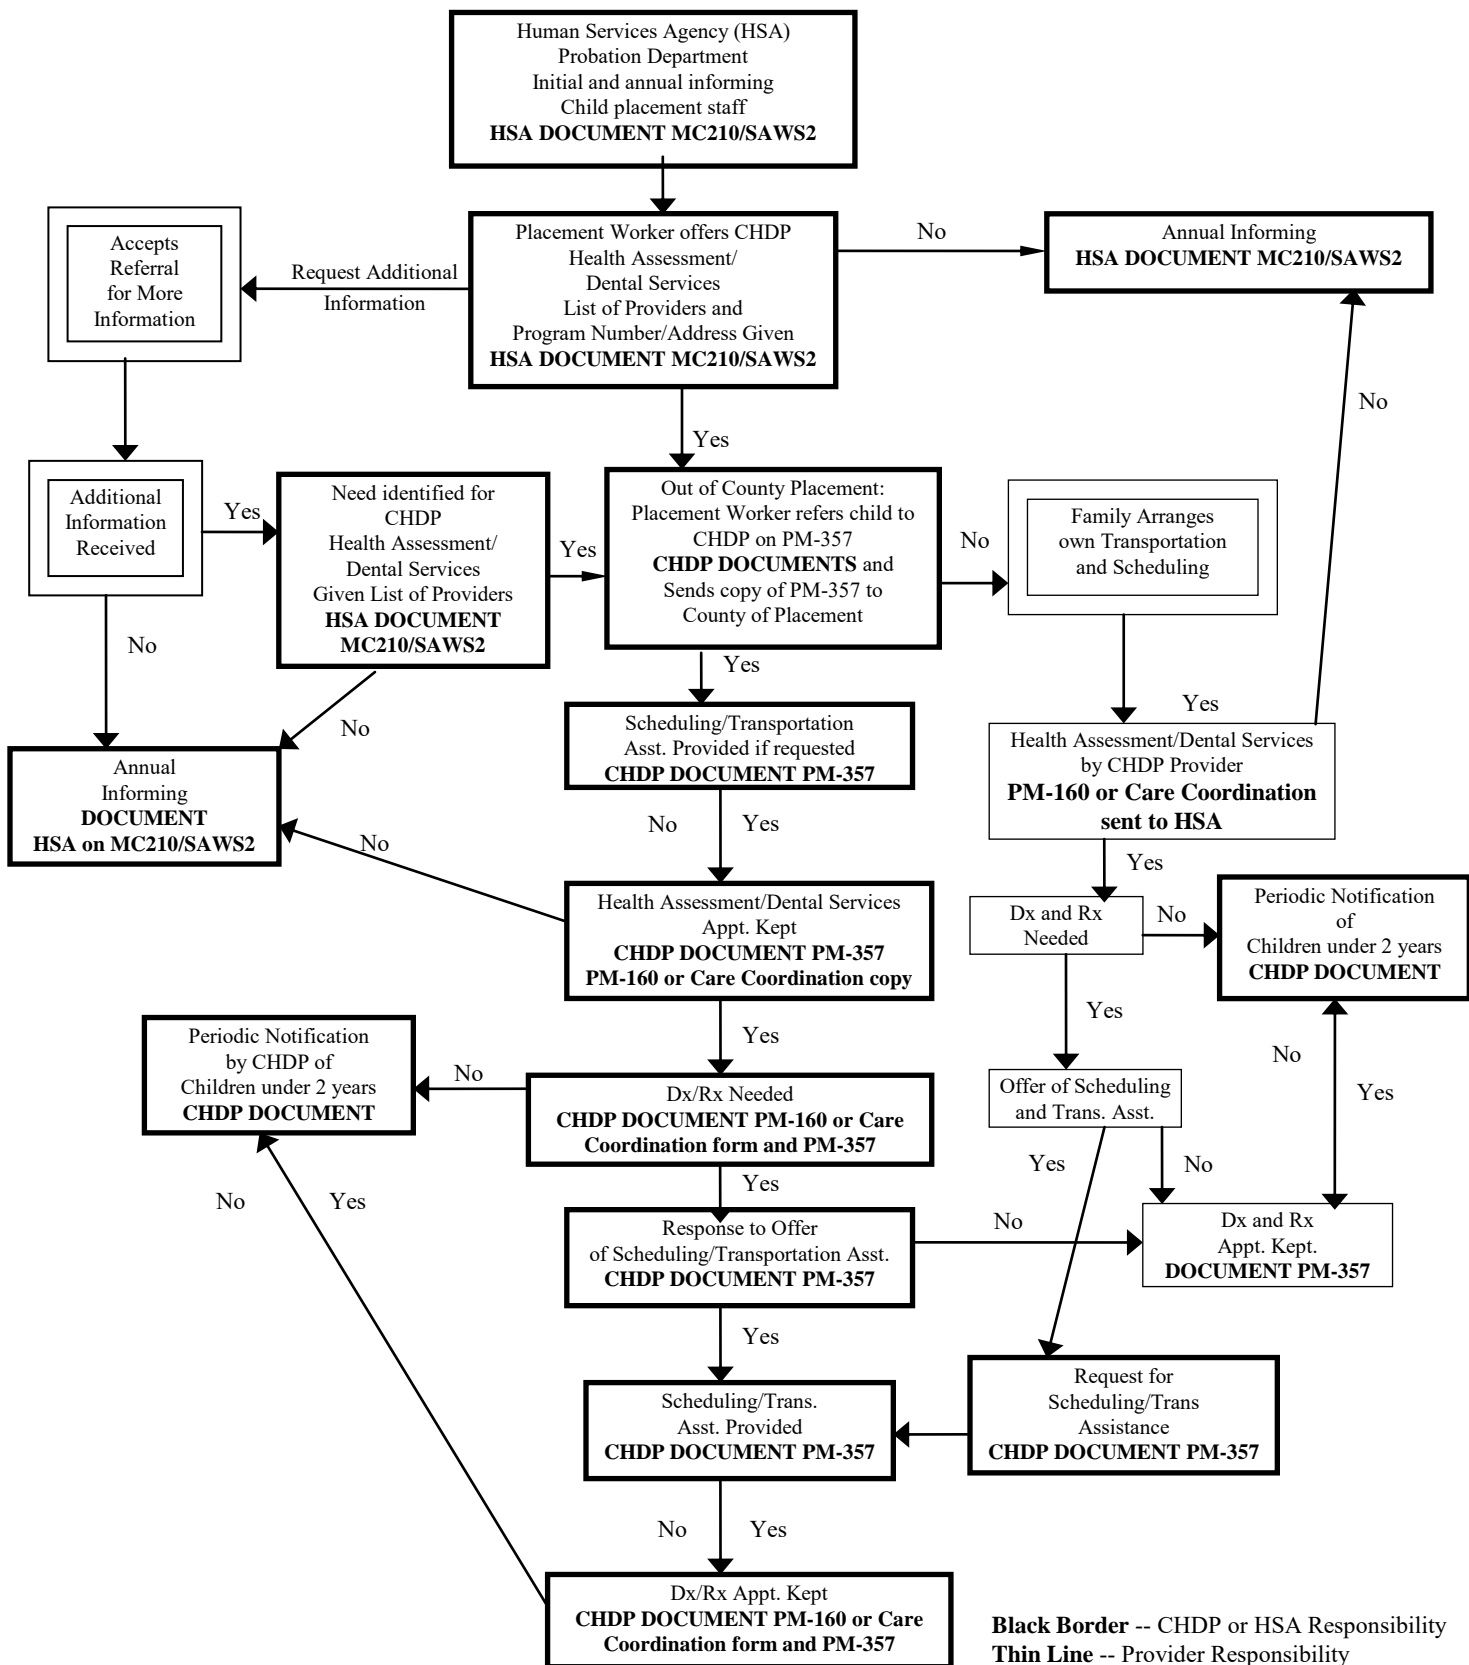 Human Services Agency (HSA)
Probation Department
Initial and annual informing
Child placement staff
HSA DOCUMENT MC210/SAWS2
Accepts
Referral
for More
Information
Request Additional
Information
Placement Worker offers CHDP
Health Assessment/
Dental Services
List of Providers and
Program Number/Address Given
HSA DOCUMENT MC210/SAWS2
No
Annual Informing
HSA DOCUMENT MC210/SAWS2
No
Yes
Additional
Information
Received
Yes
Need identified for
CHDP
Health Assessment/
Dental Services
Given List of Providers
HSA DOCUMENT
MC210/SAWS2
Yes
Out of County Placement:
Placement Worker refers child to
CHDP on PM-357
CHDP DOCUMENTS and
Sends copy of PM-357 to
County of Placement
No
Family Arranges
own Transportation
and Scheduling
No
No
Yes
Yes
Annual
Informing
DOCUMENT
HSA on MC210/SAWS2
Scheduling/Transportation
Asst. Provided if requested
CHDP DOCUMENT PM-357
Health Assessment/Dental Services
by CHDP Provider
PM-160 or Care Coordination
sent to HSA
No
No
Yes
Yes
Health Assessment/Dental Services
Appt. Kept
CHDP DOCUMENT PM-357
PM-160 or Care Coordination copy
Dx and Rx
Needed
No
Periodic Notification
of
Children under 2 years
CHDP DOCUMENT
Yes
Yes
Periodic Notification
by CHDP of
Children under 2 years
CHDP DOCUMENT
No
Dx/Rx Needed
CHDP DOCUMENT PM-160 or Care
Coordination form and PM-357
Offer of Scheduling
and Trans. Asst.
No
Yes
Yes
No
No
Yes
Yes
Response to Offer
of Scheduling/Transportation Asst.
CHDP DOCUMENT PM-357
No
Dx and Rx
Appt. Kept.
DOCUMENT PM-357
Yes
Scheduling/Trans.
Asst. Provided
CHDP DOCUMENT PM-357
Request for
Scheduling/Trans
Assistance
CHDP DOCUMENT PM-357
No
Yes
Dx/Rx Appt. Kept
CHDP DOCUMENT PM-160 or Care
Coordination form and PM-357
Black Border -- CHDP or HSA Responsibility
Thin Line -- Provider Responsibility